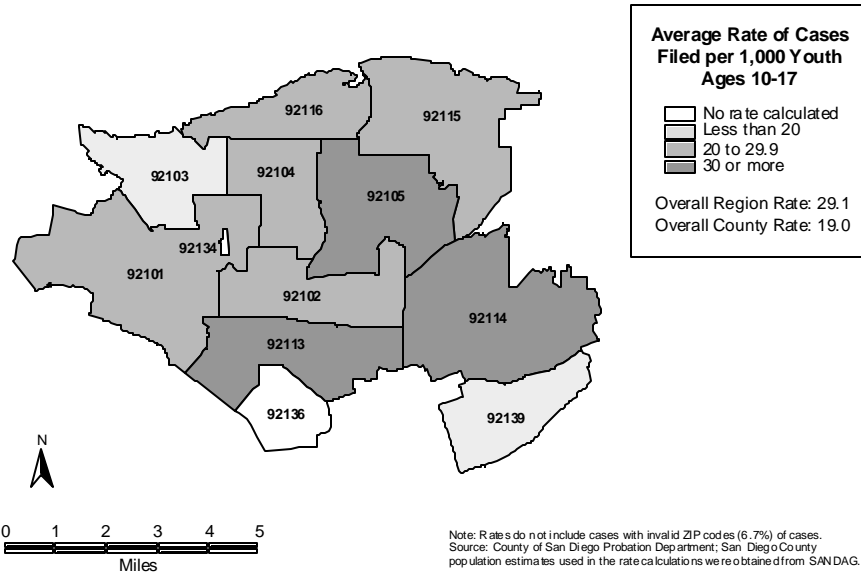 Average Rate of Cases
Filed per 1,000 Youth
Ages 10-17
No rate calculated
Less than 20
20 to 29.9
30 or more
Overall Region Rate: 29.1
Overall County Rate: 19.0
92116
92115
92103
92104
92105
92134
92101
92102
92114
92113
92136
92139
N
0 1 2 3 4 5
Miles
Note: Rates do not include cases with invalid ZIP codes (6.7%) of cases.
Source: County of San Diego Probation Department; San Diego County
population estimates used in the rate calculations were obtained from SANDAG.